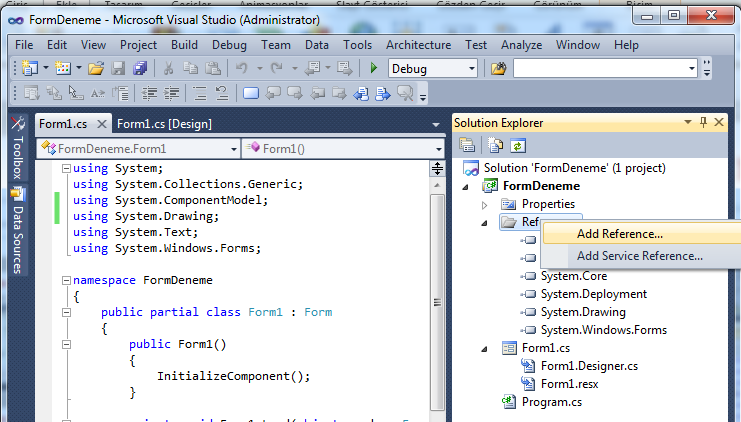 FormDeneme - Microsoft Visual Studio (Administrator)
File Edit View Project Build Debug Team Data Tools Architecture Test Analyze Window Help
Debug
Form1.cs Form1.cs [Design]
FormDeneme.Form1 Form1()
Toolbox
Data Sources
using System;
using System.Collections.Generic;
using System.ComponentModel;
using System.Drawing;
using System.Text;
using System.Windows.Forms;
namespace FormDeneme
{
public partial class Form1 : Form
{
public Form1()
{
InitializeComponent();
}
Solution Explorer
Solution 'FormDeneme' (1 project)
FormDeneme
Properties
Ref
Add Reference...
Add Service Reference...
System.Core
System.Deployment
System.Drawing
System.Windows.Forms
Form1.cs
Form1.Designer.cs
Form1.resx
Program.cs